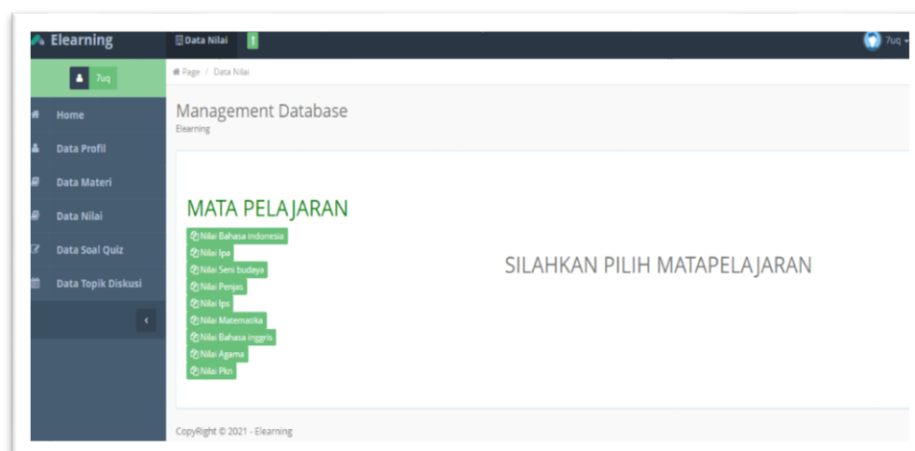 Elearning
Data Nilai
7uq
7uq
Page / Data Nilai
Management Database
Elearning
Home
Data Profil
Data Materi
Data Nilai
Data Soal Quiz
Data Topik Diskusi
MATA PELAJARAN
Nilai Bahasa indonesia
Nilai Ipa
Nilai Seni budaya
Nilai Penjas
Nilai Ips
Nilai Matematika
Nilai Bahasa inggris
Nilai Agama
Nilai Pkn
SILAHKAN PILIH MATAPELAJARAN
CopyRight © 2021 - Elearning